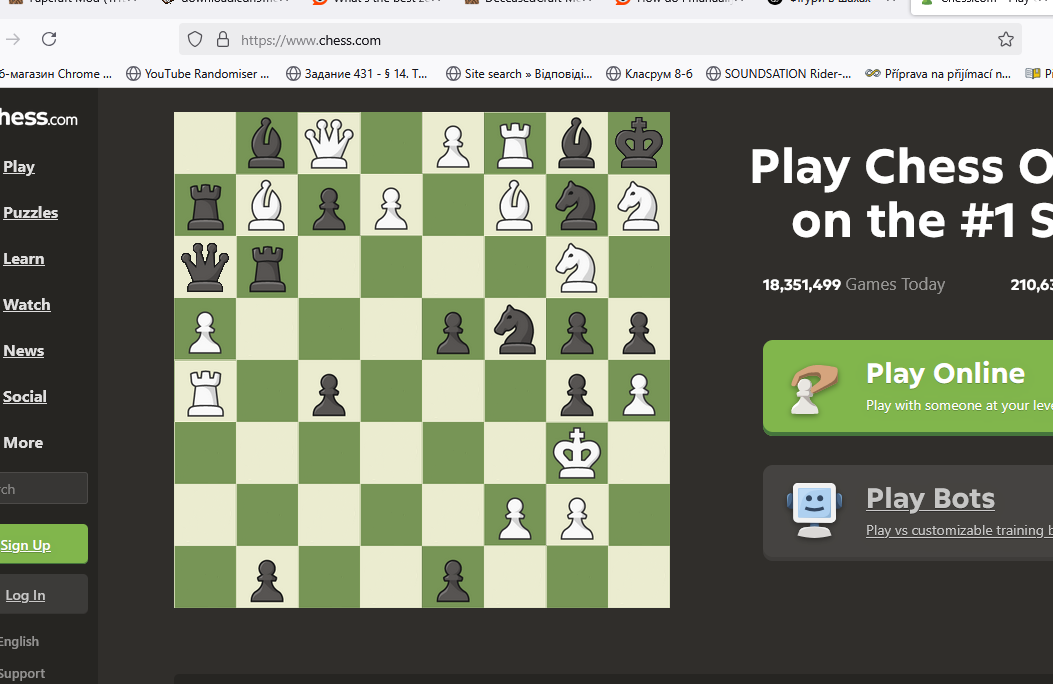 https://www.chess.com
б-магазин Chrome ...
YouTube Randomiser ...
Задание 431 - § 14. Т...
Site search » Відповіді...
Класрум 8-б
SOUNDSATION Rider-...
Příprava na přijímací n...
hess.com
Play
Puzzles
Learn
Watch
News
Social
More
ch
Sign Up
Log In
English
Support
Play Chess O
on the #1 S
18,351,499 Games Today
210,63
Play Online
Play with someone at your leve
Play Bots
Play vs customizable training b